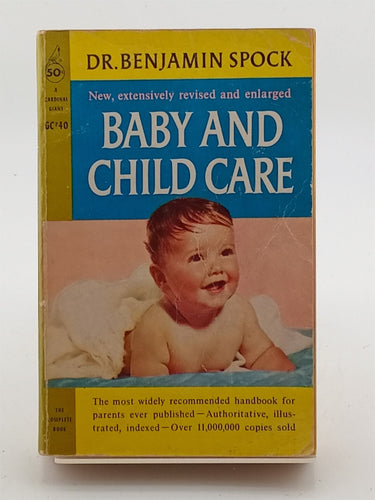 DR. BENJAMIN SPOCK
50¢
A
CARDINAL
GIANT
GC-40
New, extensively revised and enlarged
BABY AND
CHILD CARE
The most widely recommended handbook for
parents ever published—Authoritative, illus-
trated, indexed—Over 11,000,000 copies sold
THE
COMPLETE
BOOK